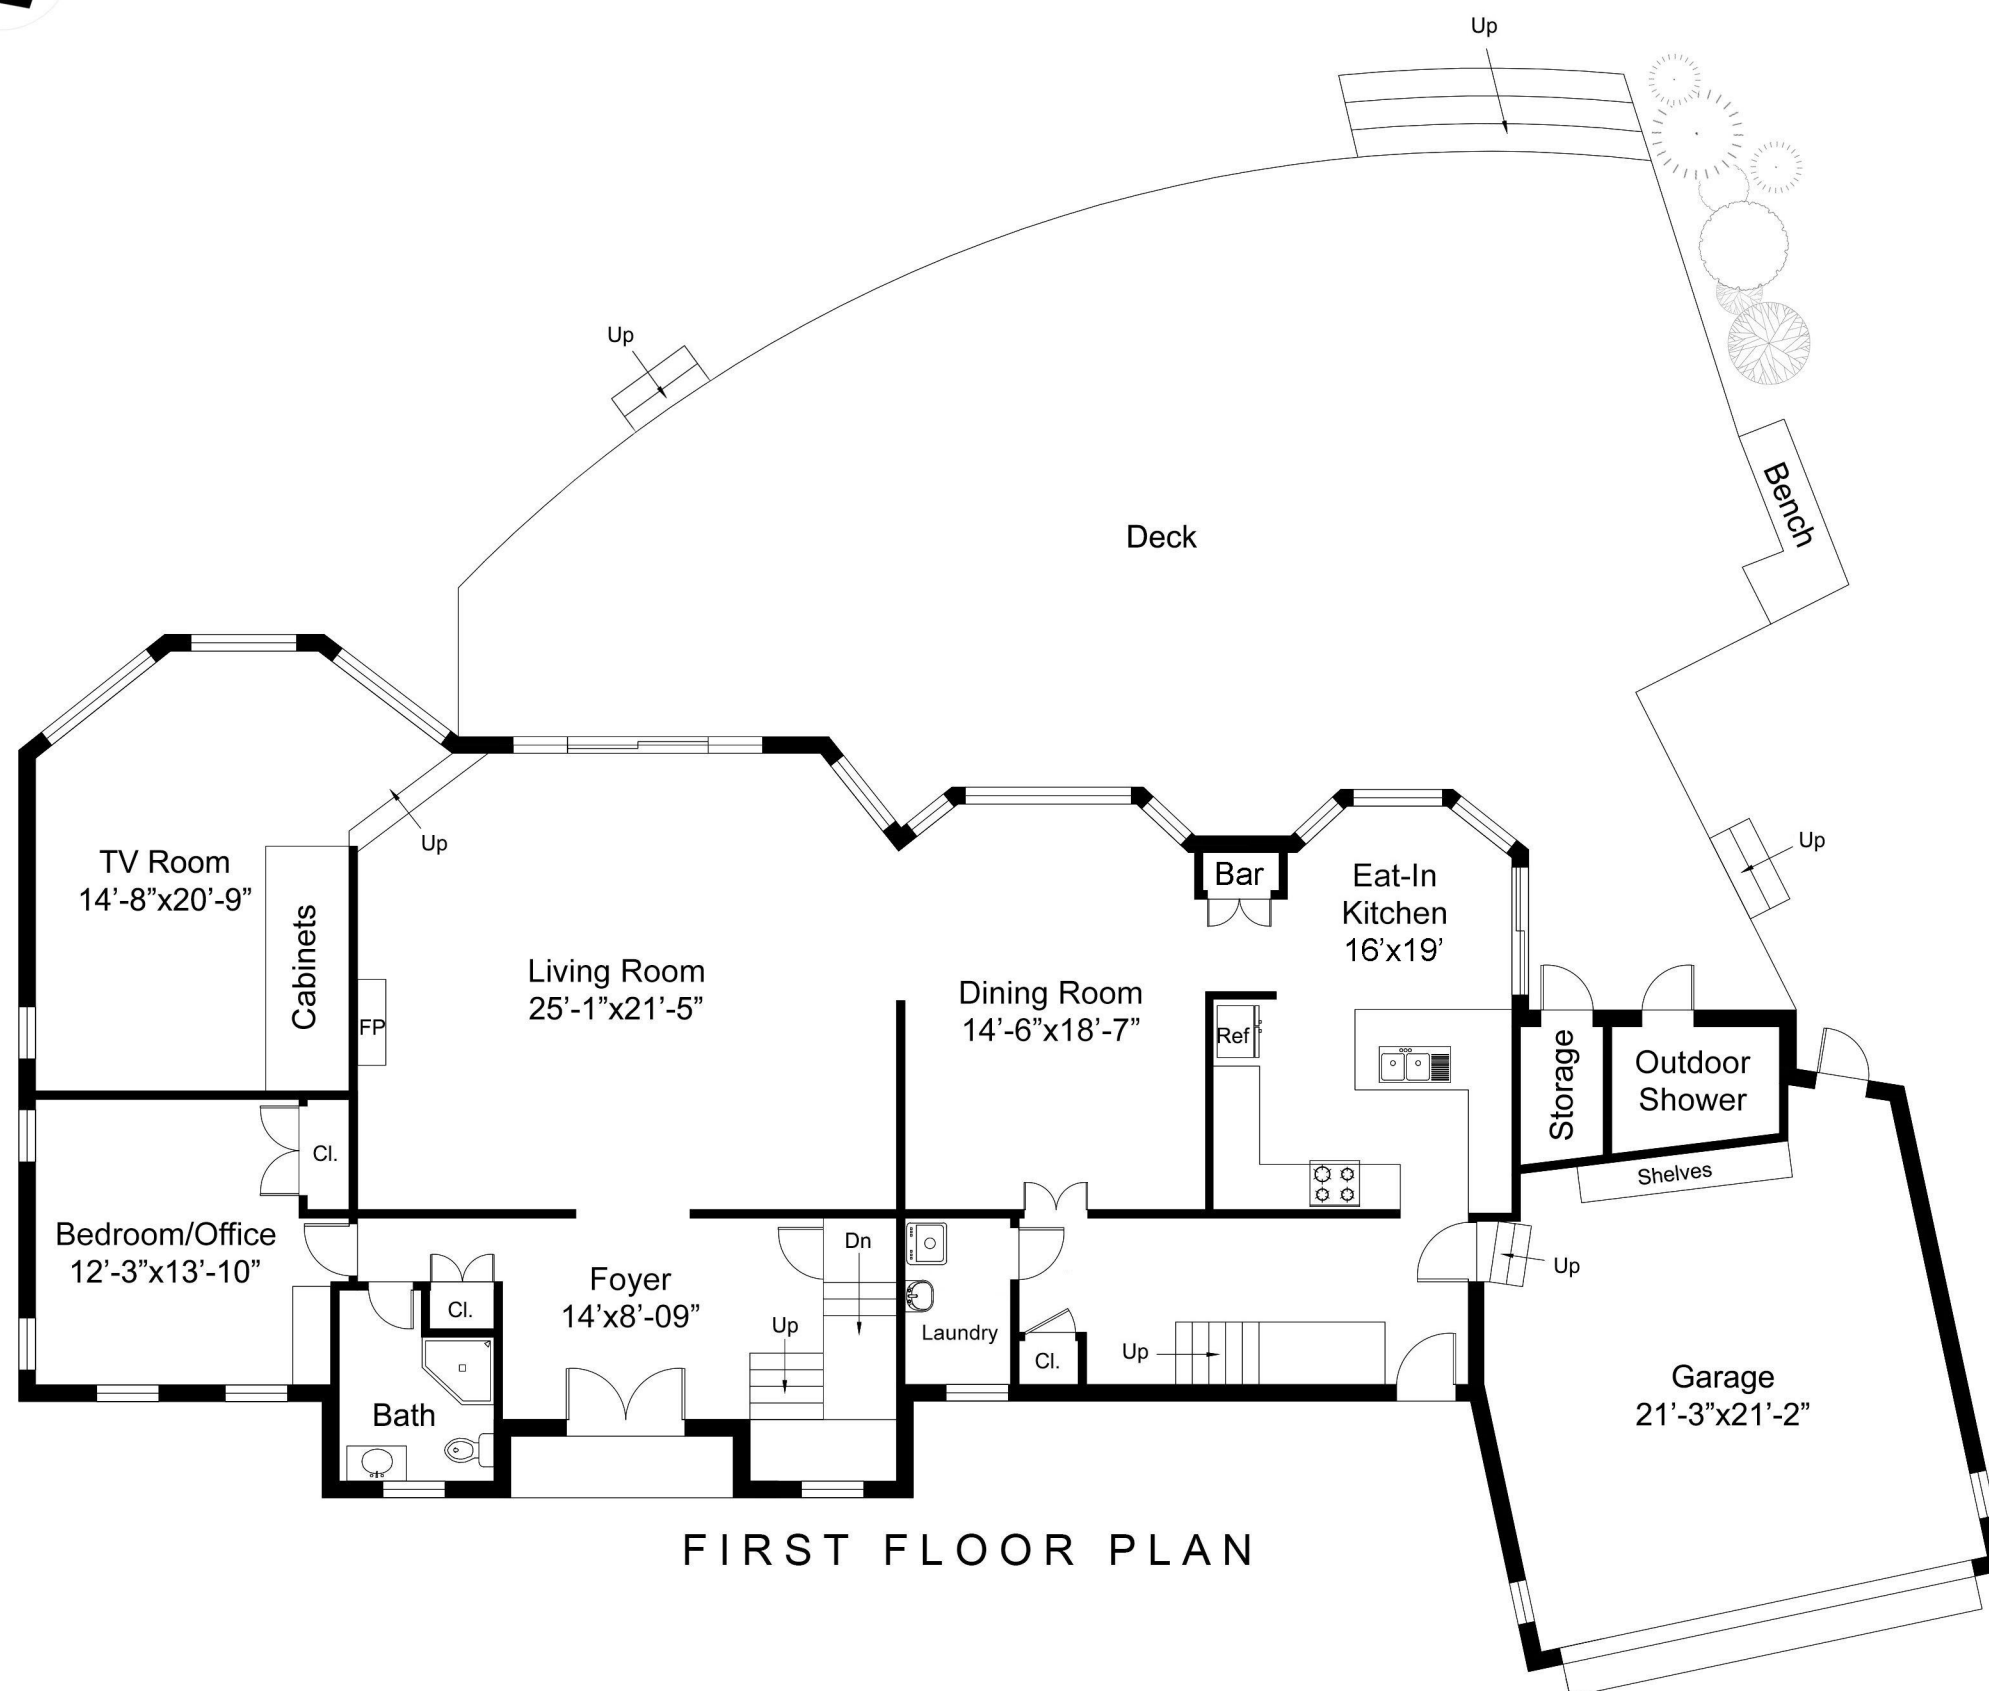 Up
Up
Deck
Bench
Up
Up
TV Room
14’-8”x20’-9”
Cabinets
FP
Living Room
25’-1”x21’-5”
Dining Room
14’-6”x18’-7”
Bar
Eat-In
Kitchen
16’x19’
Ref
Storage
Outdoor
Shower
Shelves
Cl.
Bedroom/Office
12’-3”x13’-10”
Cl.
Bath
Foyer
14’x8’-09”
Up
Dn
Laundry
Cl.
Up
Up
Garage
21’-3”x21’-2”
FIRST FLOOR PLAN